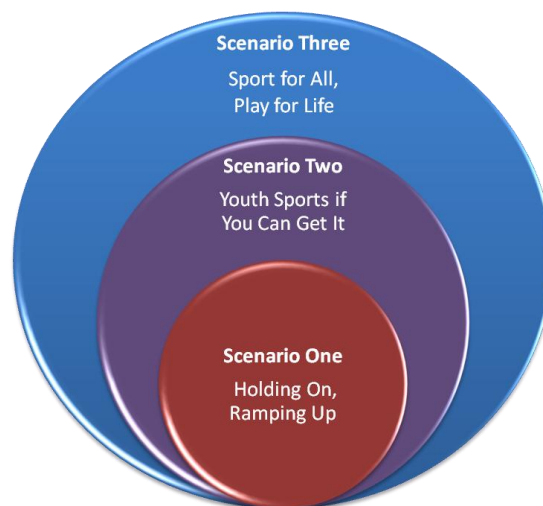 Scenario Three
Sport for All,
Play for Life
Scenario Two
Youth Sports if
You Can Get It
Scenario One
Holding On,
Ramping Up